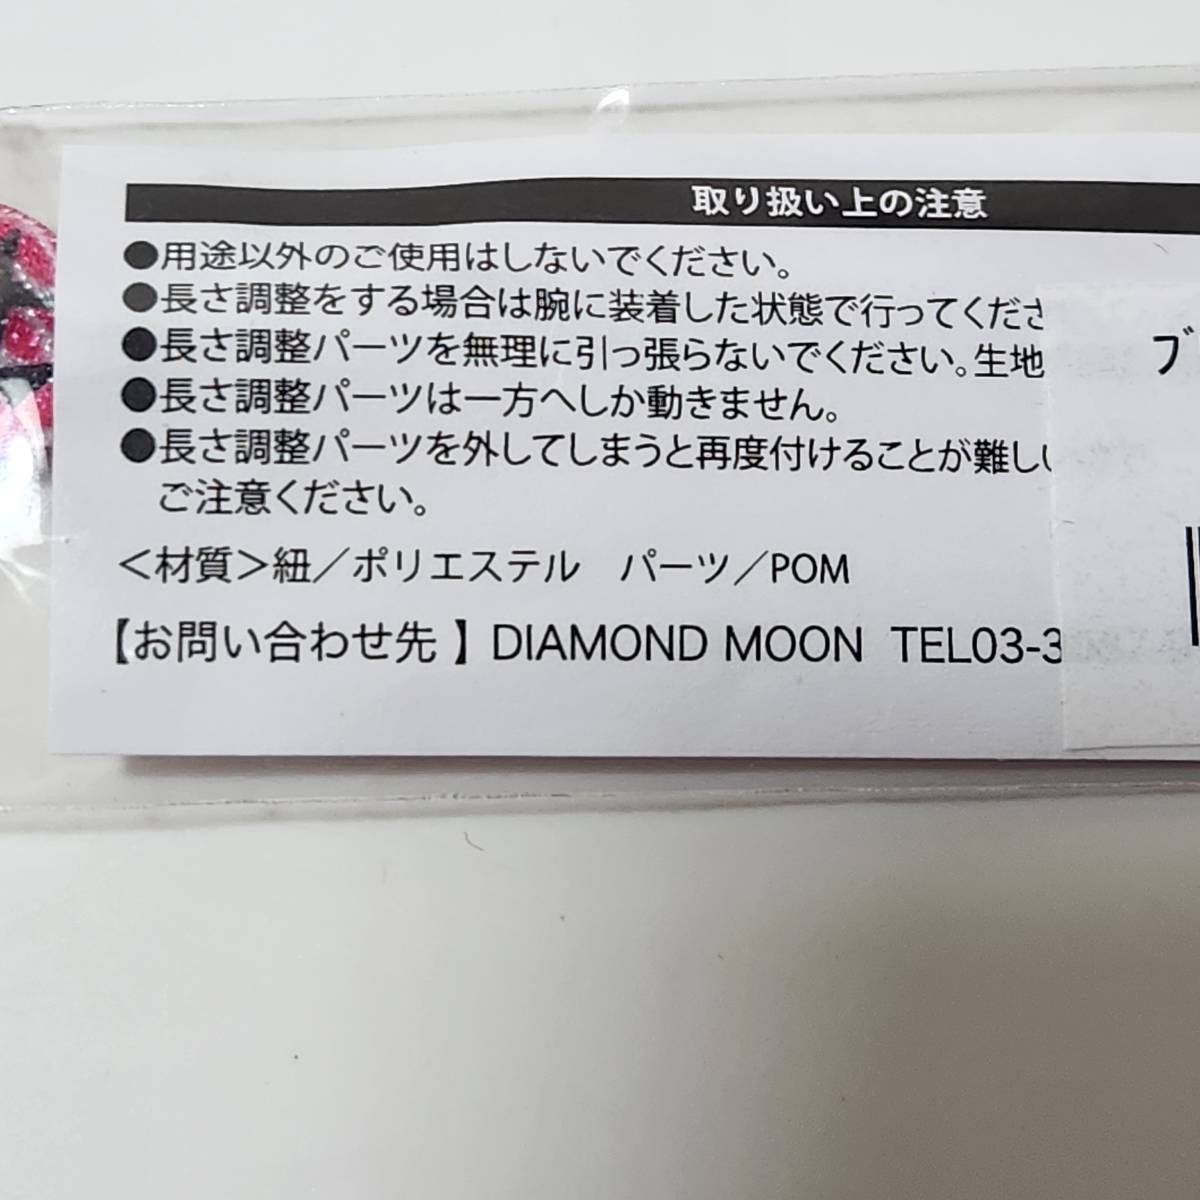 取り扱い上の注意
●用途以外のご使用はしないでください。
●長さ調整をする場合は腕に装着した状態で行ってくださ
●長さ調整パーツを無理に引っ張らないでください。生地
●長さ調整パーツは一方へしか動きません。
●長さ調整パーツを外してしまうと再度付けることが難しい
ご注意ください。
＜材質＞紐／ポリエステル　パーツ／POM
【お問い合わせ先 】 DIAMOND MOON TEL03-3
ブ